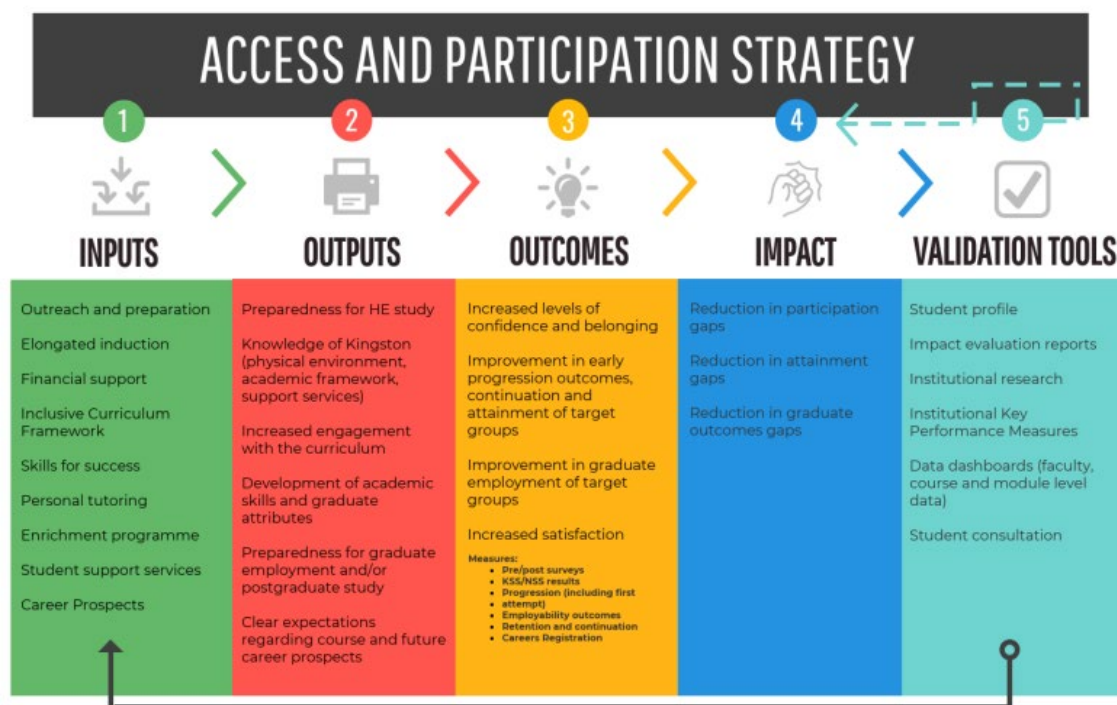 ACCESS AND PARTICIPATION STRATEGY
1
2
3
4
5
INPUTS
OUTPUTS
OUTCOMES
IMPACT
VALIDATION TOOLS
Outreach and preparation
Elongated induction
Financial support
Inclusive Curriculum
Framework
Skills for success
Personal tutoring
Enrichment programme
Student support services
Career Prospects
Preparedness for HE study
Knowledge of Kingston
(physical environment,
academic framework,
support services)
Increased engagement
with the curriculum
Development of academic
skills and graduate
attributes
Preparedness for graduate
employment and/or
postgraduate study
Clear expectations
regarding course and future
career prospects
Increased levels of
confidence and belonging
Improvement in early
progression outcomes,
continuation and
attainment of target
groups
Improvement in graduate
employment of target
groups
Increased satisfaction
Measures:
• Pre/post surveys
• KSS/NSS results
• Progression (including first
• attempt)
• Employability outcomes
• Retention and continuation
• Careers Registration
Reduction in participation
gaps
Reduction in attainment
gaps
Reduction in graduate
outcomes gaps
Student profile
Impact evaluation reports
Institutional research
Institutional Key
Performance Measures
Data dashboards (faculty,
course and module level
data)
Student consultation